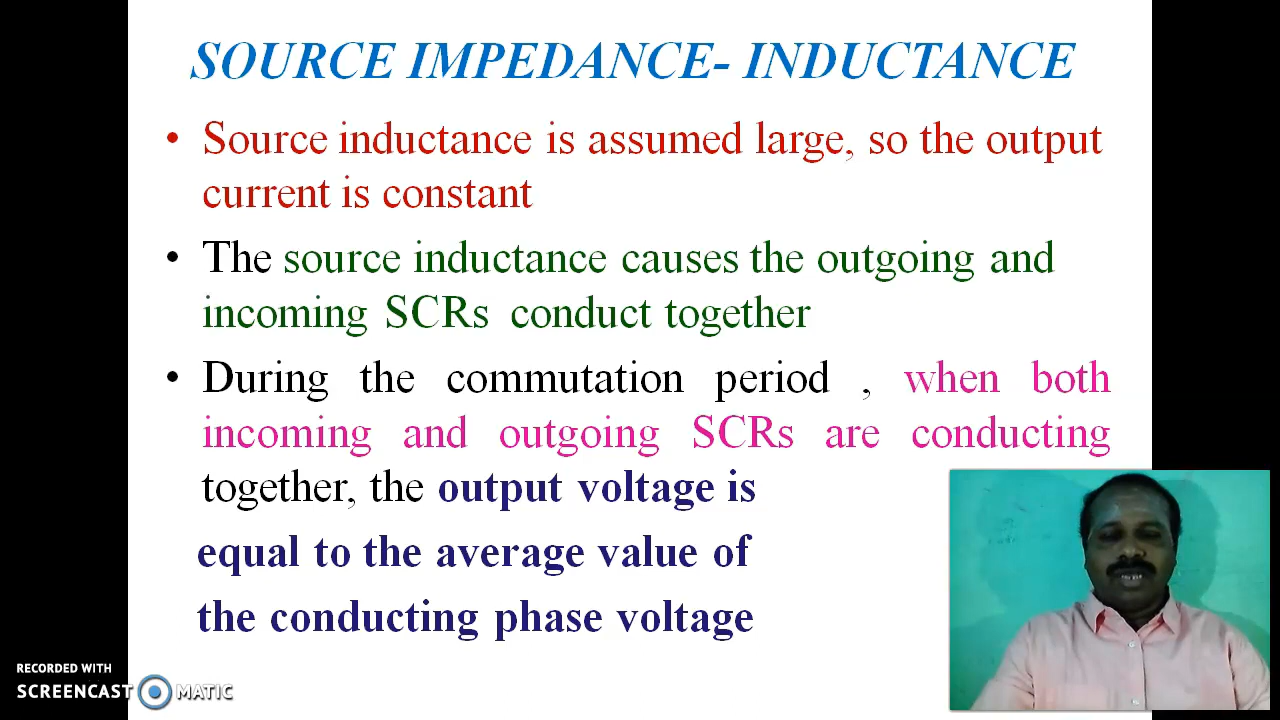 SOURCE IMPEDANCE- INDUCTANCE
• Source inductance is assumed large, so the output
current is constant
• The source inductance causes the outgoing and
incoming SCRs conduct together
• During the commutation period , when both
incoming and outgoing SCRs are conducting
together, the output voltage is
equal to the average value of
the conducting phase voltage
RECORDED WITH
SCREENCAST MATIC